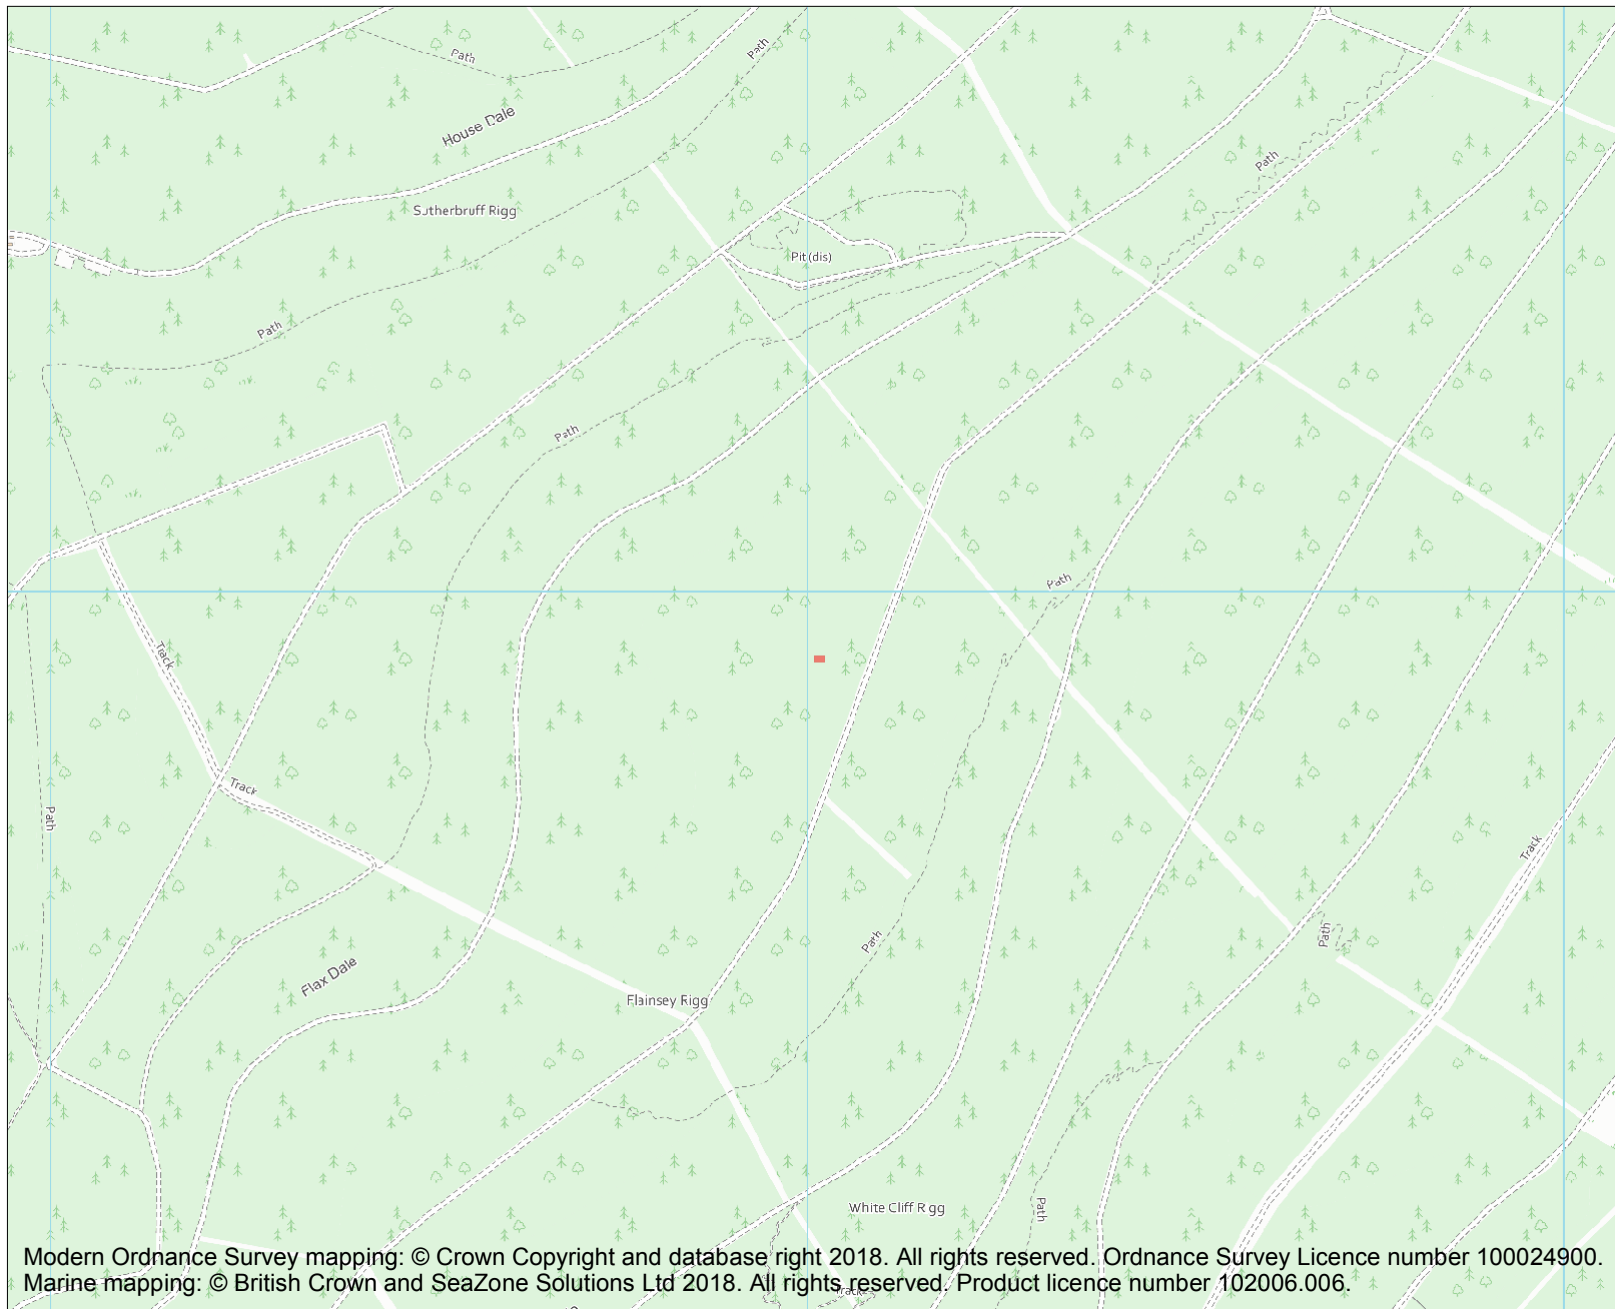 Path
Path
House Dale
Path
Sutherbruff Rigg
Pit (dis)
Path
Path
Path
Track
Track
Path
Track
Path
Path
Flax Dale
Flainsey Rigg
White Cliff Rigg
Path
Modern Ordnance Survey mapping: © Crown Copyright and database right 2018. All rights reserved. Ordnance Survey Licence number 100024900.
Marine mapping: © British Crown and SeaZone Solutions Ltd 2018. All rights reserved. Product licence number 102006.006.
Track